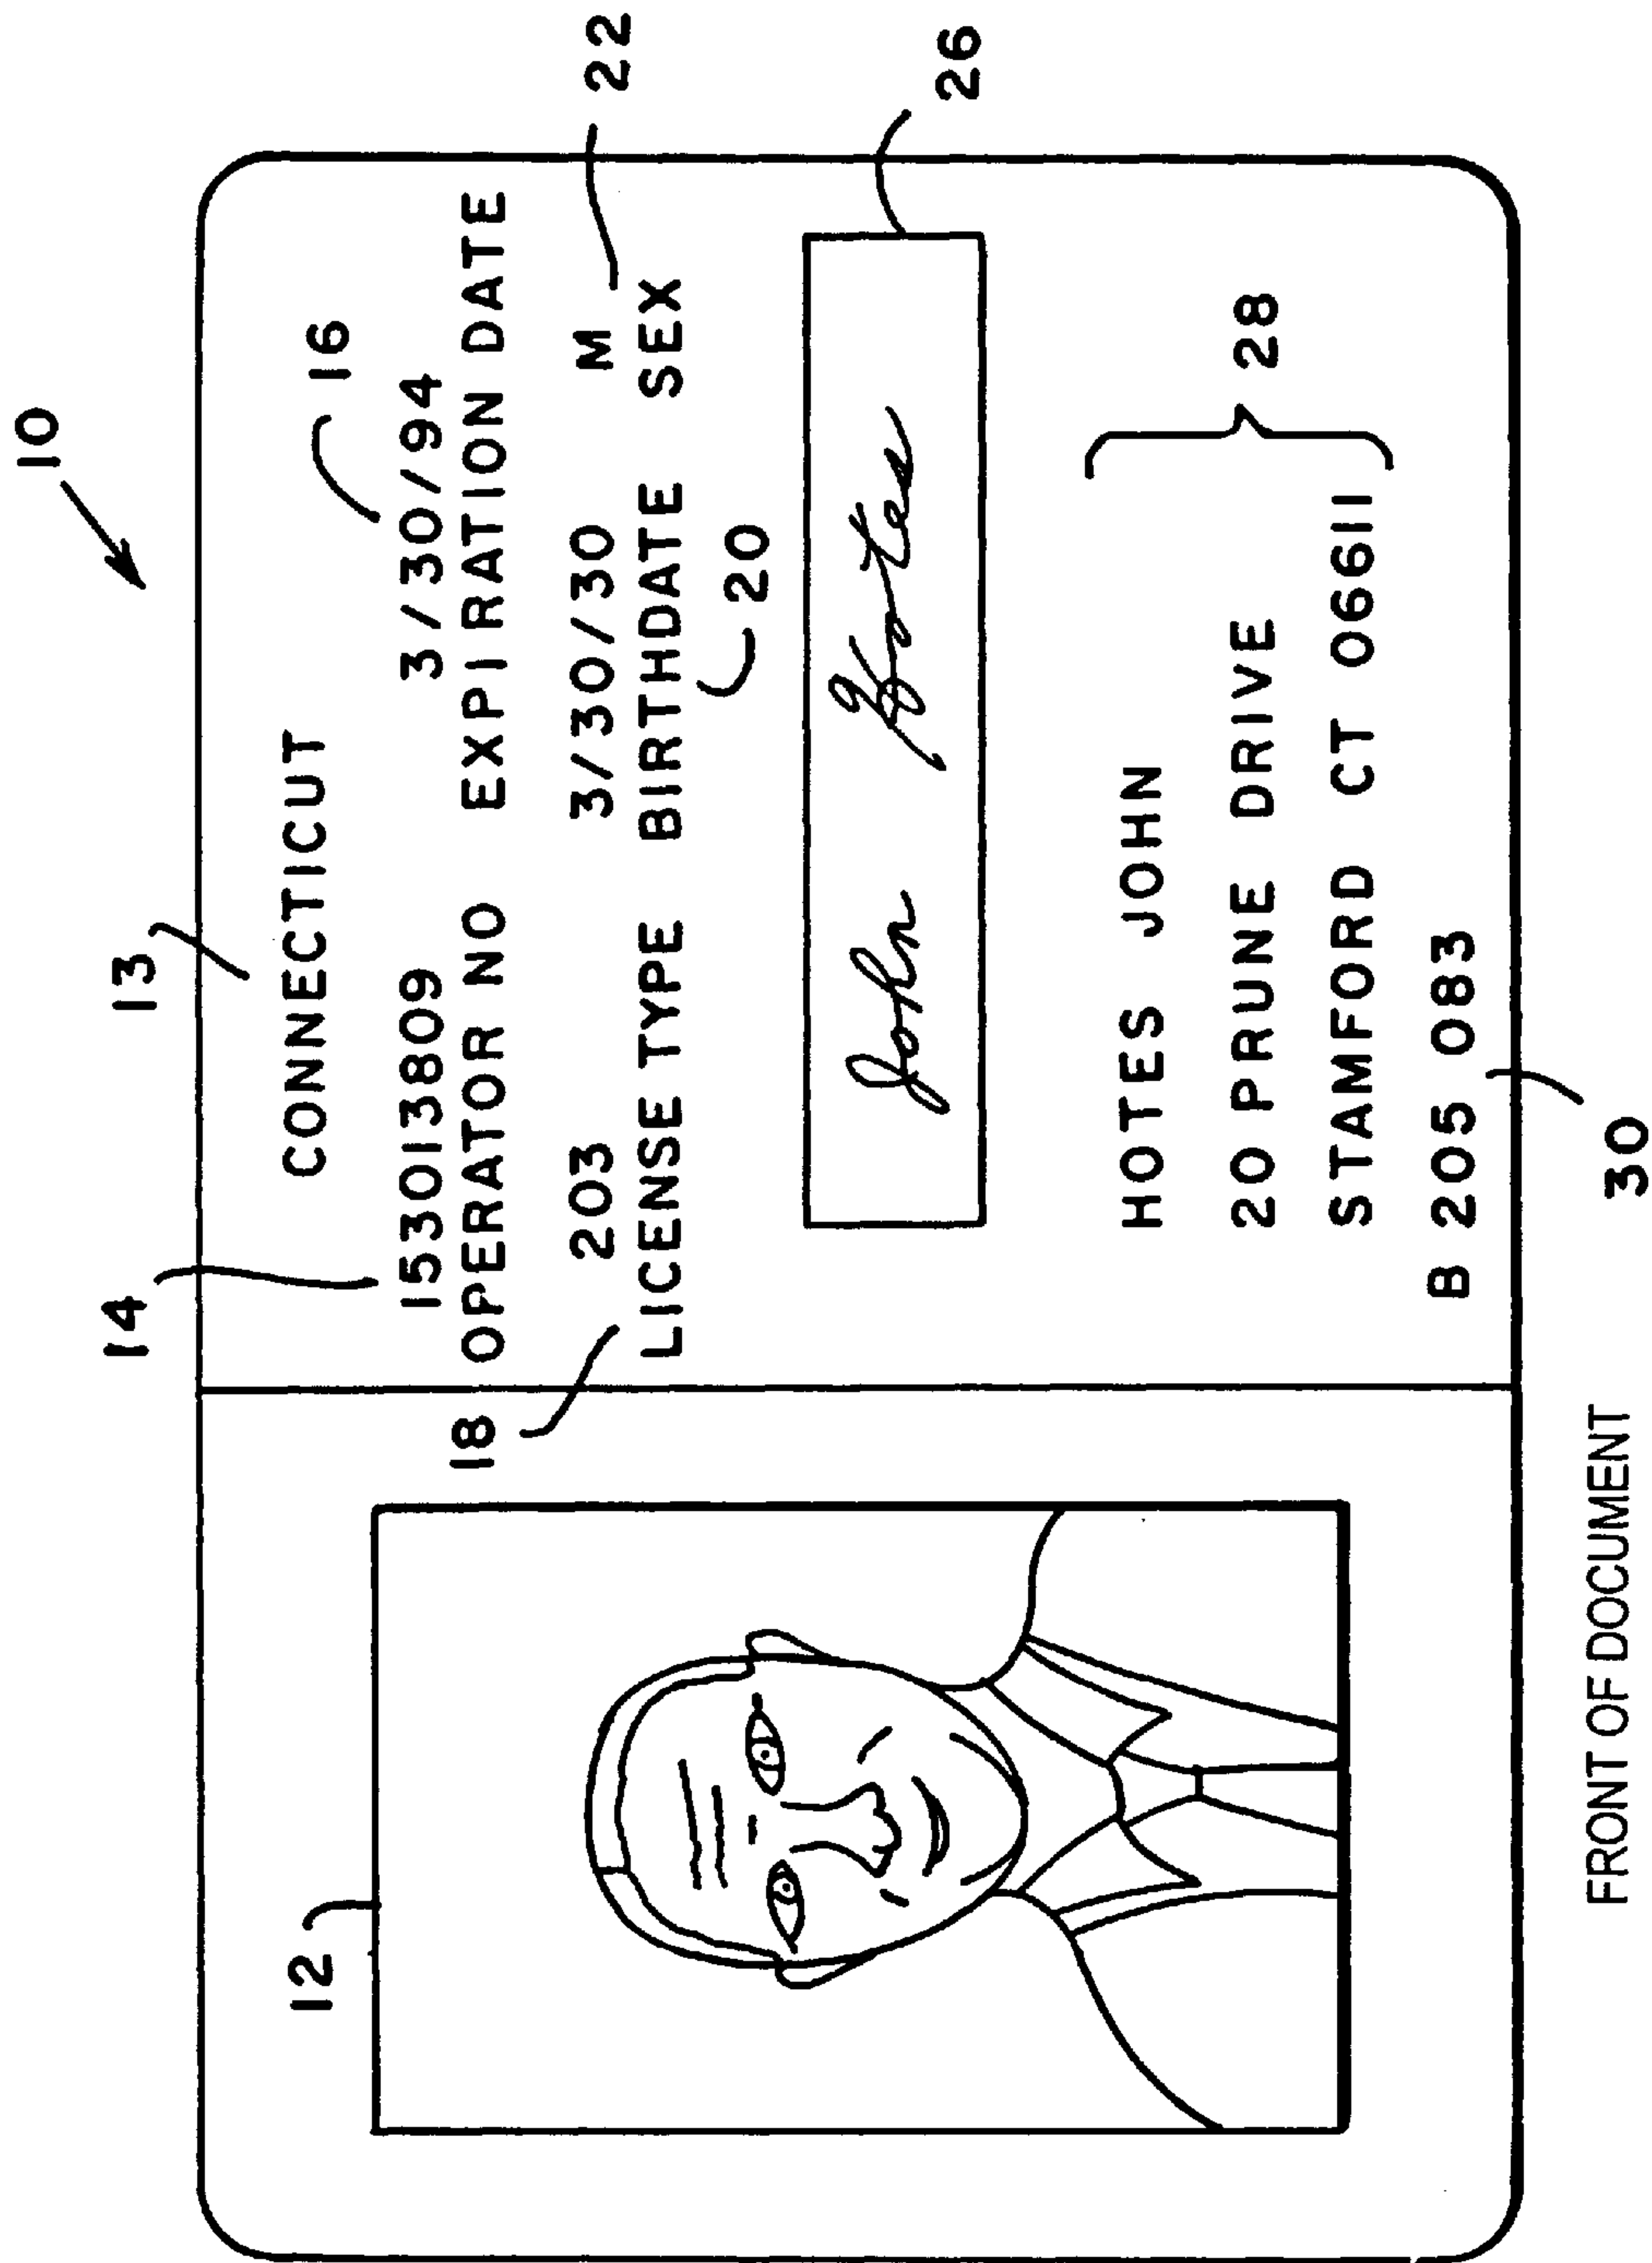 10
13
CONNECTICUT
14
16
153013809 3/30/94
OPERATOR NO EXPIRATION DATE
18
22
203 3/30/30 M
LICENSE TYPE BIRTHDATE SEX
20
12
John Hotes
26
HOTES JOHN
20 PRUNE DRIVE
28
STAMFORD CT 06611
B 205 083
30
FRONT OF DOCUMENT